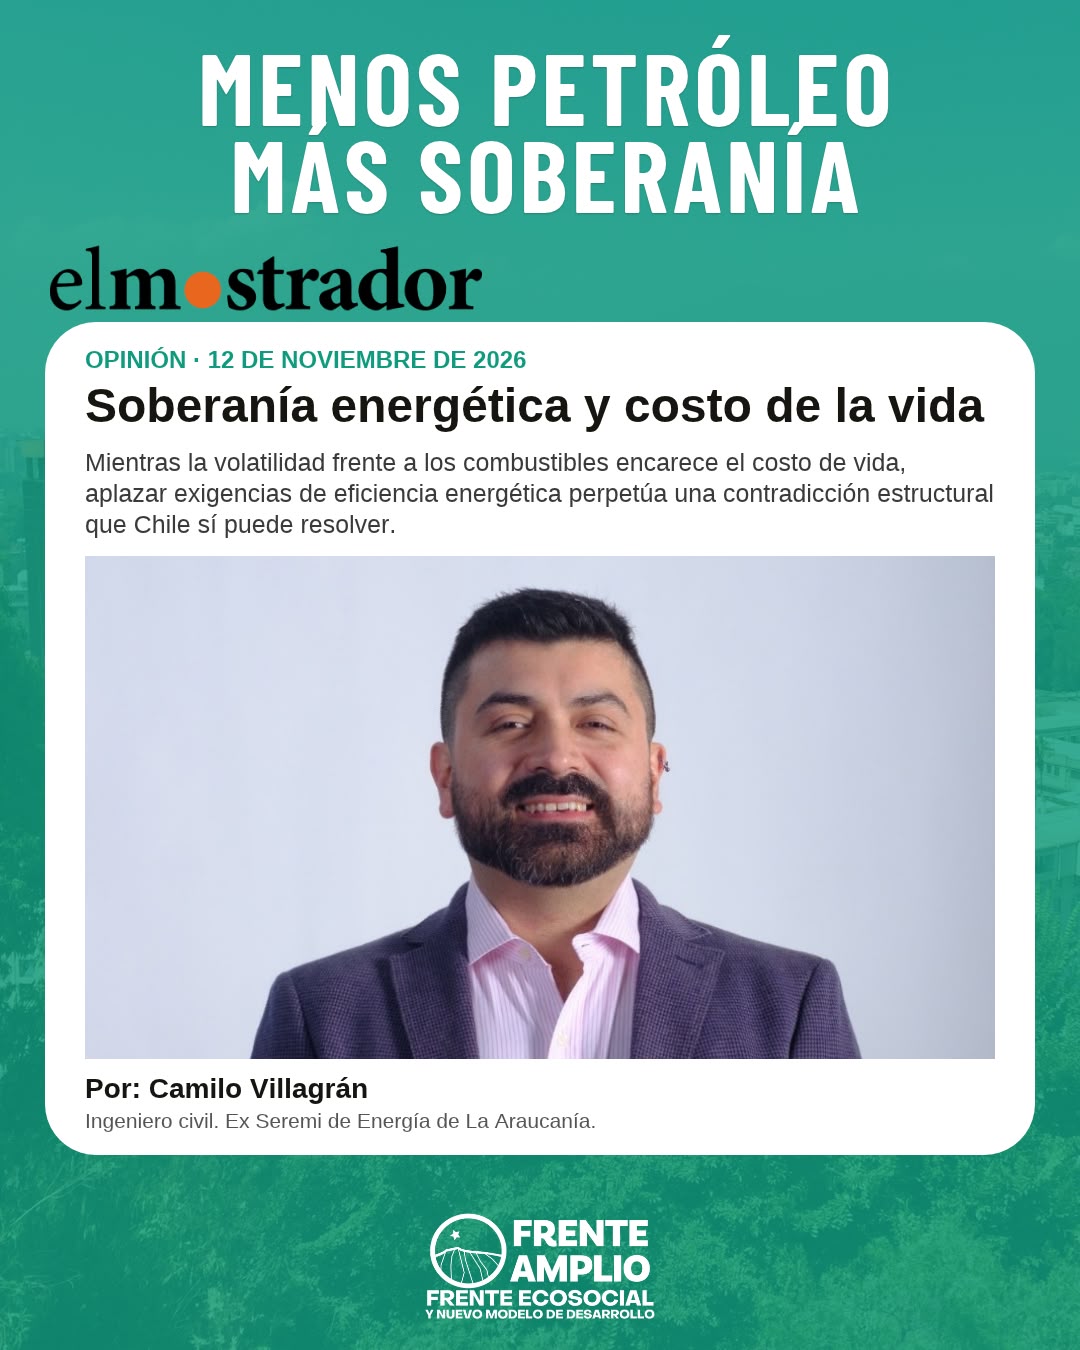 MENOS PETRÓLEO
MÁS SOBERANÍA
elmostrador
OPINIÓN · 12 DE NOVIEMBRE DE 2026
Soberanía energética y costo de la vida
Mientras la volatilidad frente a los combustibles encarece el costo de vida,
aplazar exigencias de eficiencia energética perpetúa una contradicción estructural
que Chile sí puede resolver.
Por: Camilo Villagrán
Ingeniero civil. Ex Seremi de Energía de La Araucanía.
FRENTE
AMPLIO
FRENTE ECOSOCIAL
Y NUEVO MODELO DE DESARROLLO